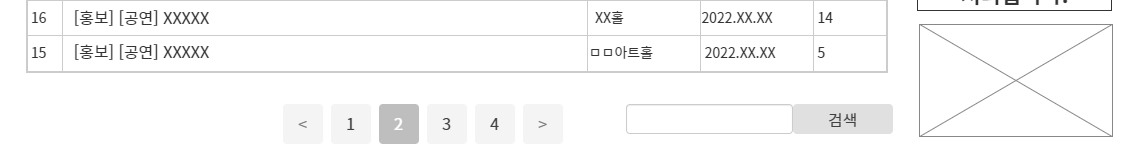 16 [홍보] [공연] XXXXX XX홀 2022.XX.XX 14
15 [홍보] [공연] XXXXX ㅁㅁ아트홀 2022.XX.XX 5
< 1 2 3 4 > 검색